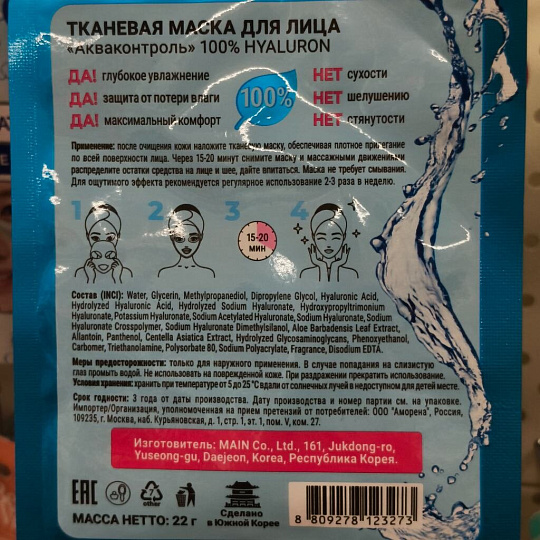 ТКАНЕВАЯ МАСКА ДЛЯ ЛИЦА
«Акваконтроль» 100% HYALURON
ДА! глубокое увлажнение
ДА! защита от потери влаги
ДА! максимальный комфорт
100%
НЕТ сухости
НЕТ шелушению
НЕТ стянутости
Применение: после очищения кожи наложите тканевую маску, обеспечивая плотное прилегание
по всей поверхности лица. Через 15-20 минут снимите маску и массажными движениями
распределите остатки средства на лице и шее, дайте впитаться. Маска не требует смывания.
Для ощутимого эффекта рекомендуется регулярное использование 2-3 раза в неделю.
1 2 3 4
15-20
мин
Состав (INCI): Water, Glycerin, Methylpropanediol, Dipropylene Glycol, Hyaluronic Acid,
Hydrolyzed Hyaluronic Acid, Hydrolyzed Sodium Hyaluronate, Hydroxypropyltrimonium
Hyaluronate, Potassium Hyaluronate, Sodium Acetylated Hyaluronate, Sodium Hyaluronate, Sodium
Hyaluronate Crosspolymer, Sodium Hyaluronate Dimethylsilanol, Aloe Barbadensis Leaf Extract,
Allantoin, Panthenol, Centella Asiatica Extract, Hydrolyzed Glycosaminoglycans, Phenoxyethanol,
Carbomer, Triethanolamine, Polysorbate 80, Sodium Polyacrylate, Fragrance, Disodium EDTA.
Меры предосторожности: только для наружного применения. В случае попадания на слизистую
глаз промыть водой. Не использовать на поврежденной коже. При раздражении прекратить использование.
Условия хранения: хранить при температуре от 5 до 25 °С вдали от солнечных лучей в недоступном для детей месте.
Срок годности: 3 года от даты производства. Дата производства и номер партии см. на упаковке.
Импортер/Организация, уполномоченная на прием претензий от потребителей: ООО "Аморена", Россия,
109235, г. Москва, наб. Курьяновская, д. 1, стр. 1, эт. 1, пом. V, ком. 27.
Изготовитель: MAIN Co., Ltd., 161, Jukdong-ro,
Yuseong-gu, Daejeon, Korea, Республика Корея.
EAC
7
other
Сделано
в Южной Корее
МАССА НЕТТО: 22 г
8 809278 123273